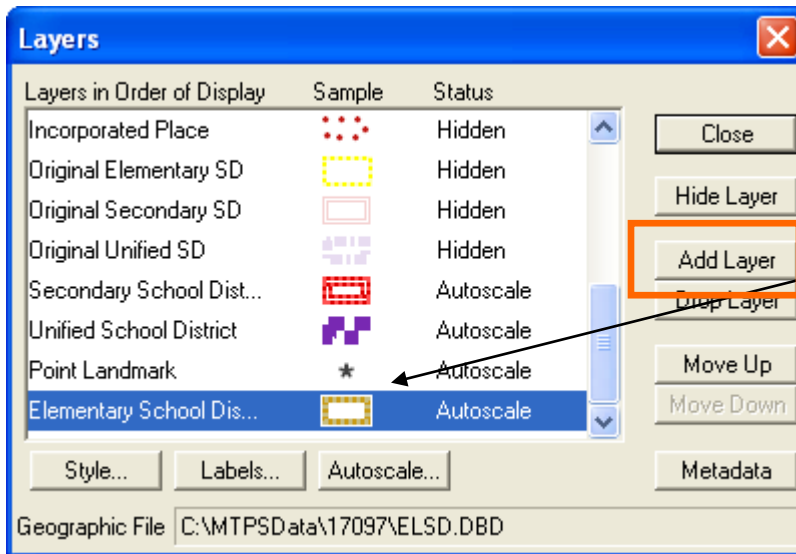 Layers
Layers in Order of Display Sample Status
Incorporated Place Hidden
Original Elementary SD Hidden
Original Secondary SD Hidden
Original Unified SD Hidden
Secondary School Dist... Autoscale
Unified School District Autoscale
Point Landmark Autoscale
Elementary School Dis... Autoscale
Close
Hide Layer
Add Layer
Drop Layer
Move Up
Move Down
Style... Labels... Autoscale... Metadata
Geographic File C:\MTPSData\17097\ELSD.DBD